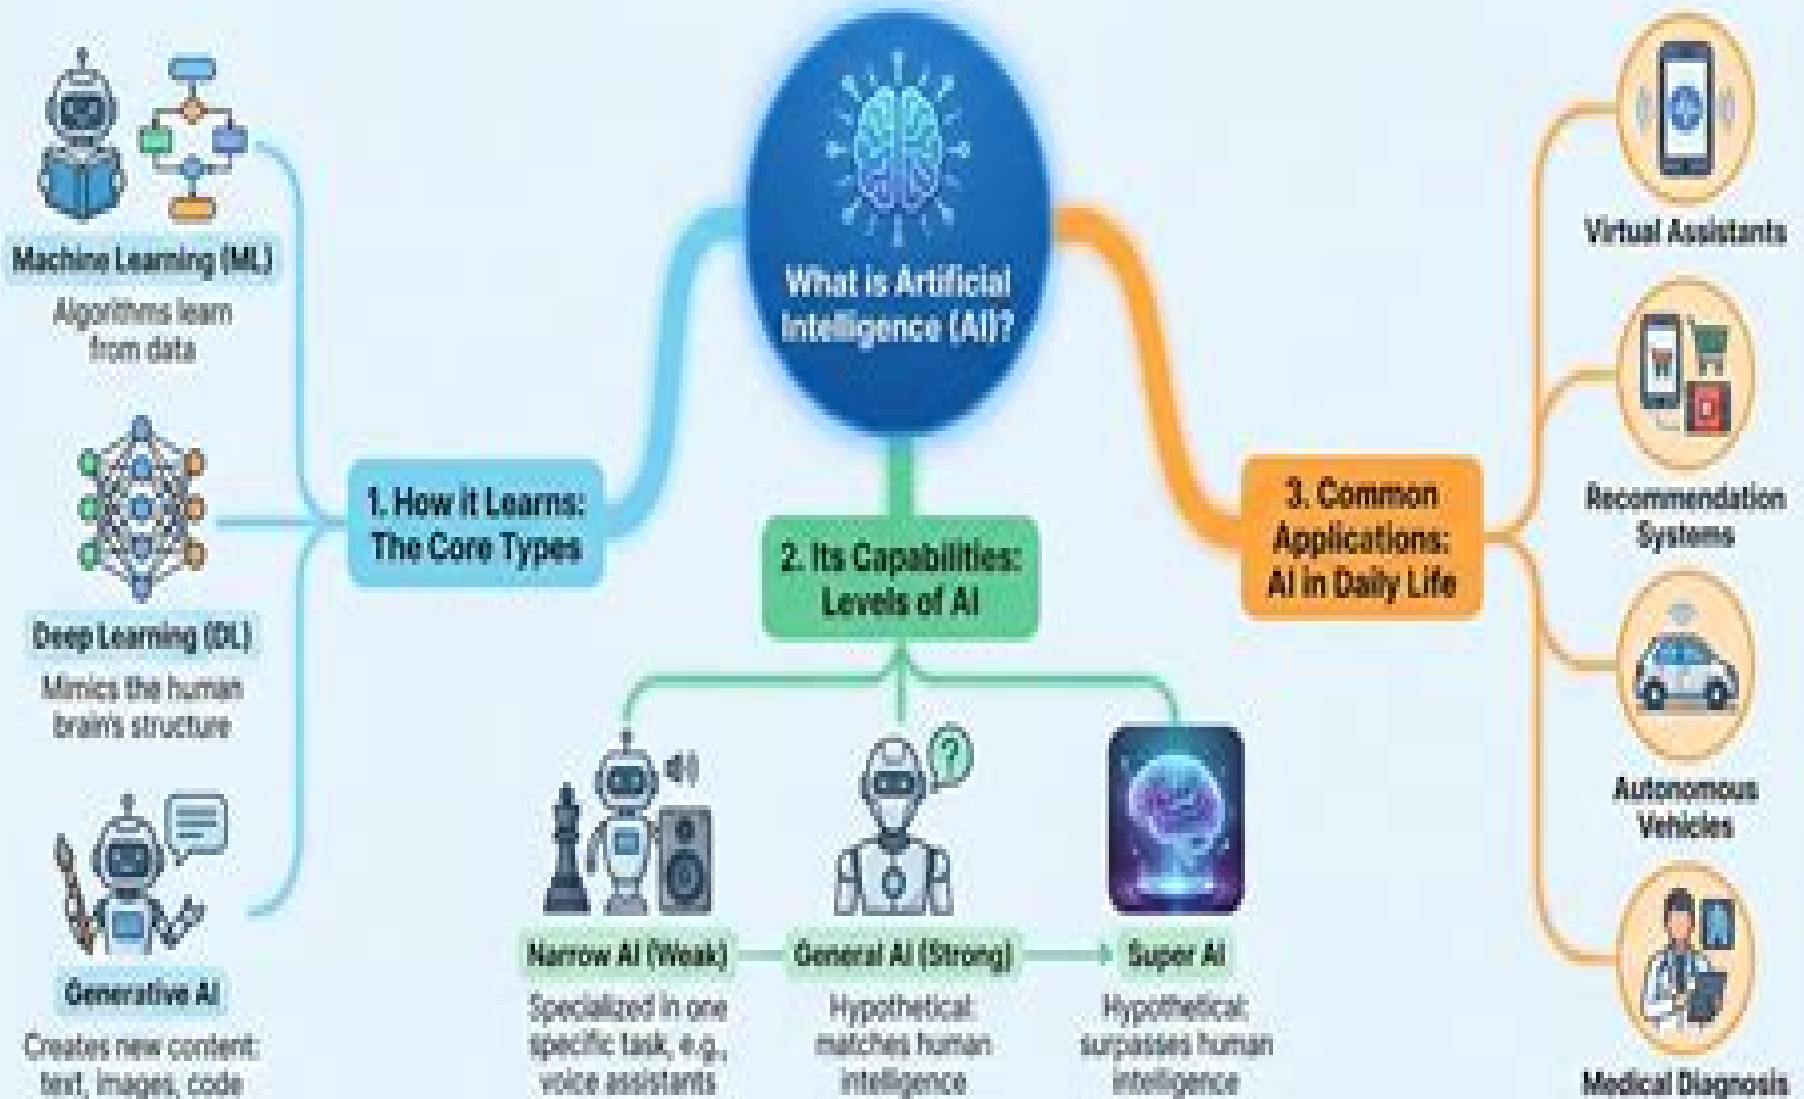 What is Artificial
Intelligence (AI)?
1. How it Learns:
The Core Types
Machine Learning (ML)
Algorithms learn
from data
Deep Learning (DL)
Mimics the human
brain's structure
Generative AI
Creates new content:
text, images, code
2. Its Capabilities:
Levels of AI
?
Narrow AI (Weak)
Specialized in one
specific task, e.g.,
voice assistants
General AI (Strong)
Hypothetical:
matches human
intelligence
Super AI
Hypothetical:
surpasses human
intelligence
3. Common
Applications:
AI in Daily Life
Virtual Assistants
Recommendation
Systems
Autonomous
Vehicles
Medical Diagnosis